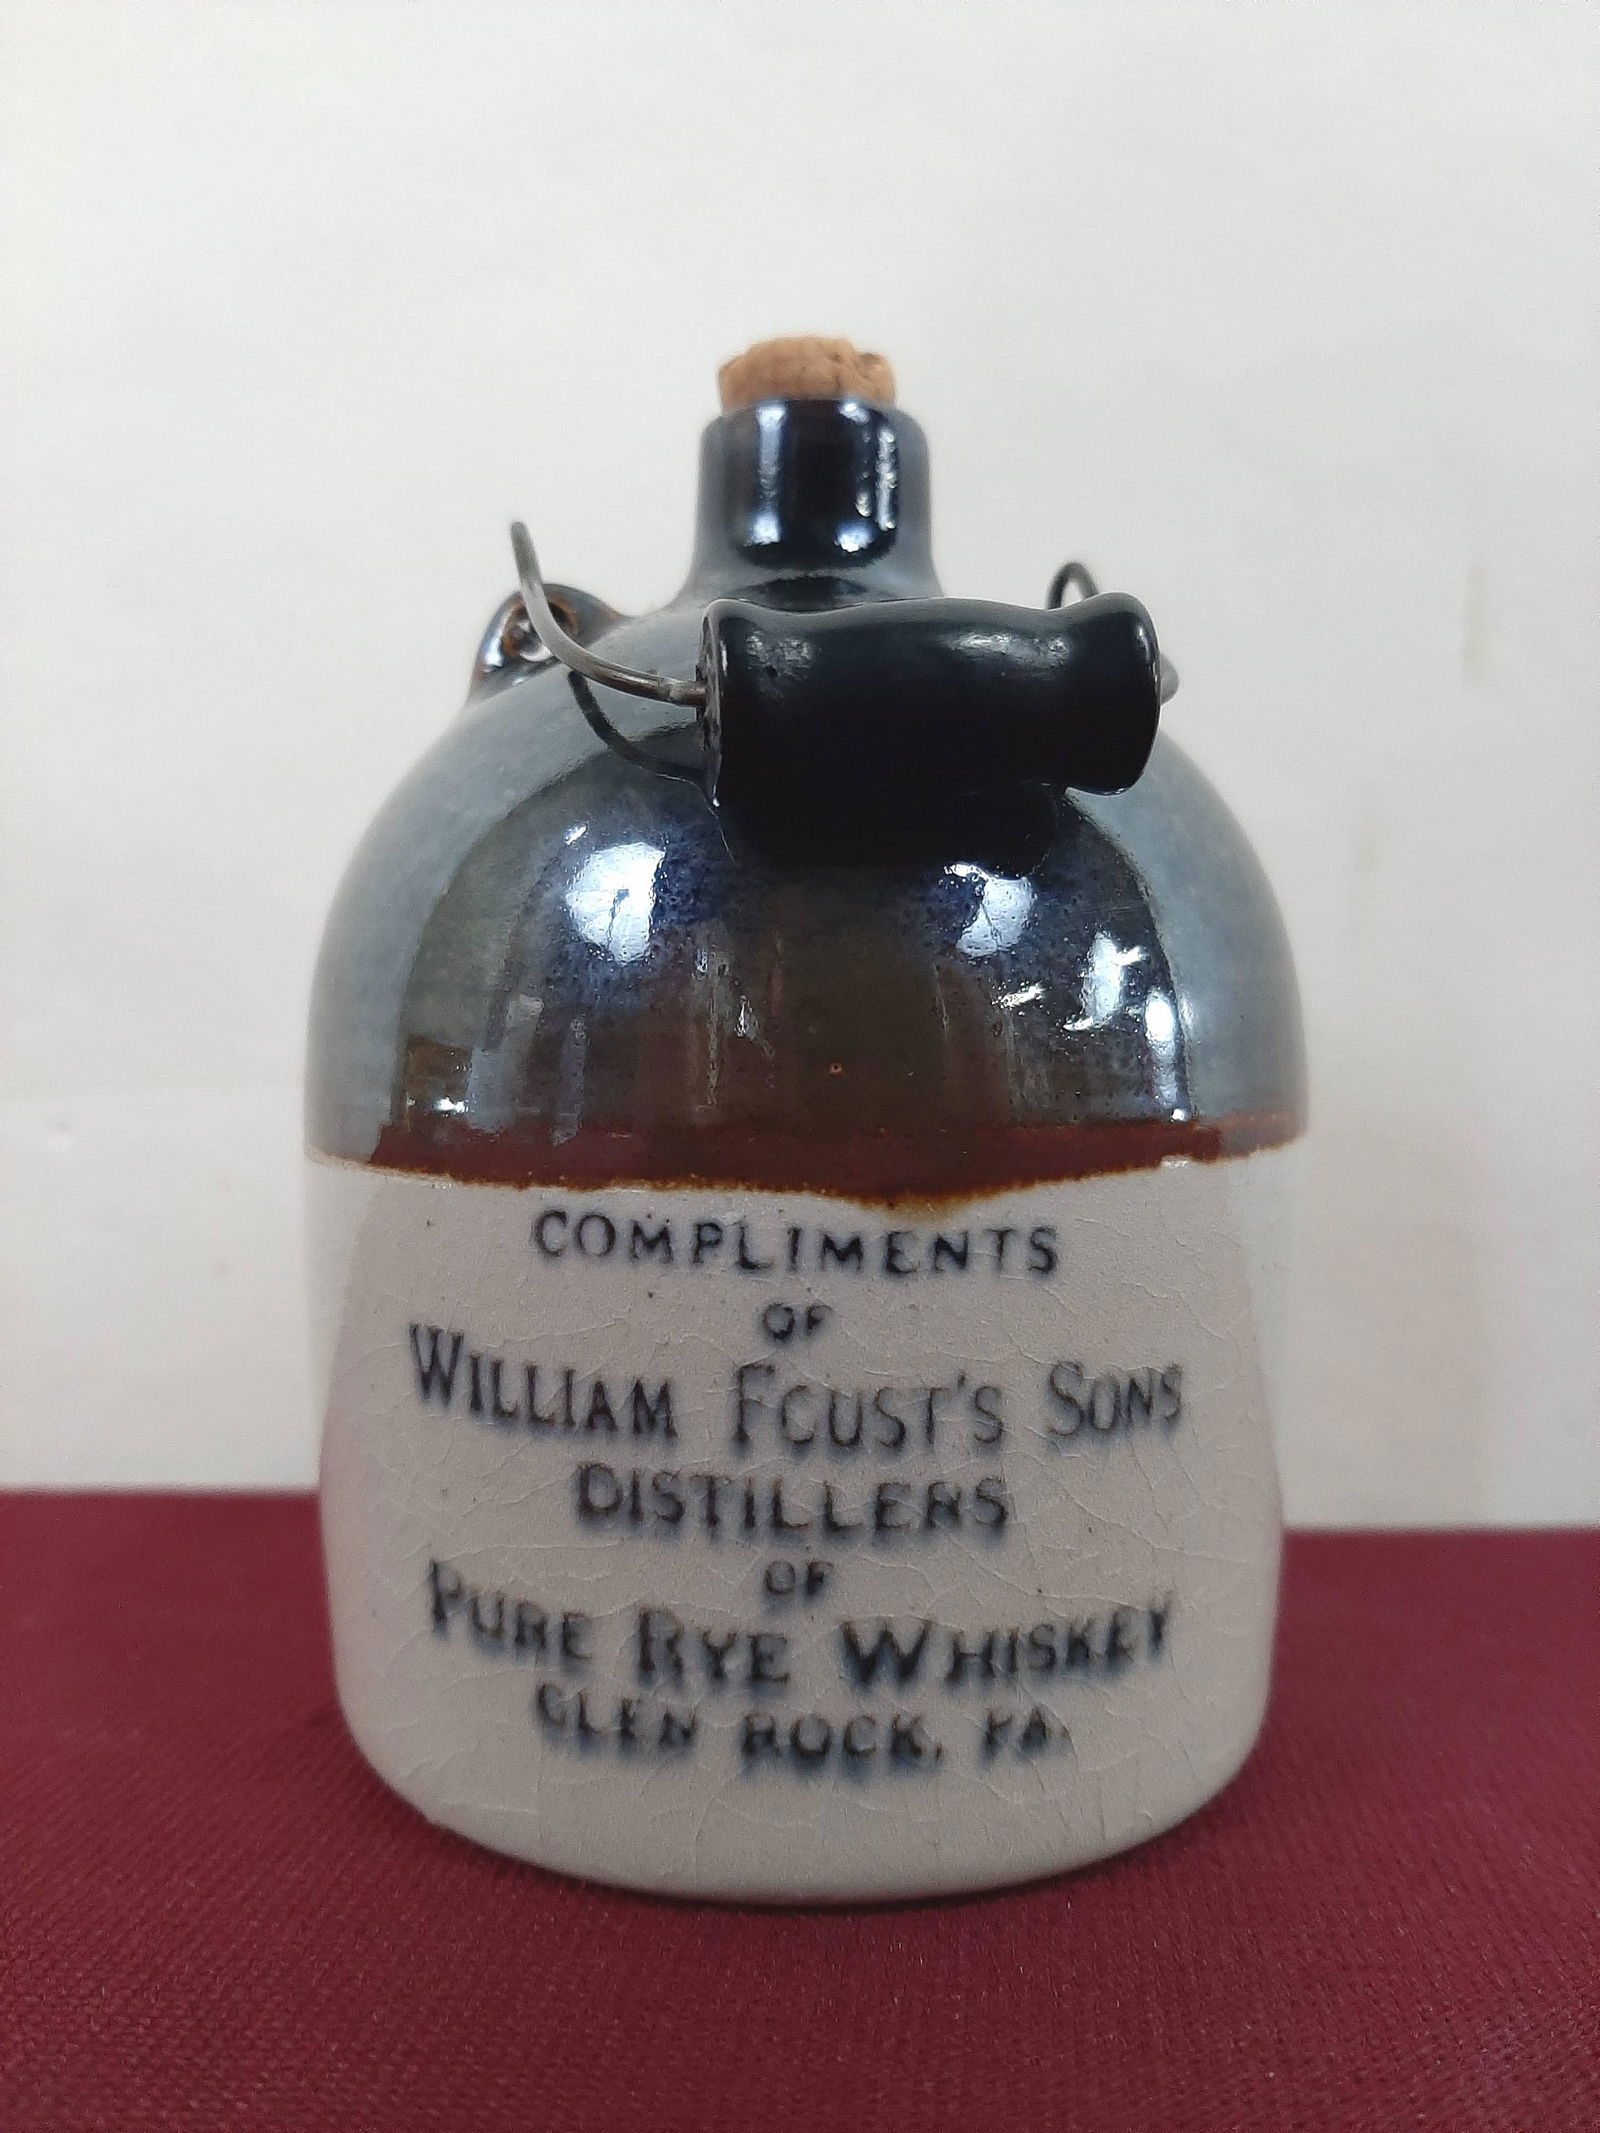 COMPLIMENTS
OF
WILLIAM FOUST'S SONS
DISTILLERS
OF
PURE RYE WHISKEY
GLEN ROCK, PA.